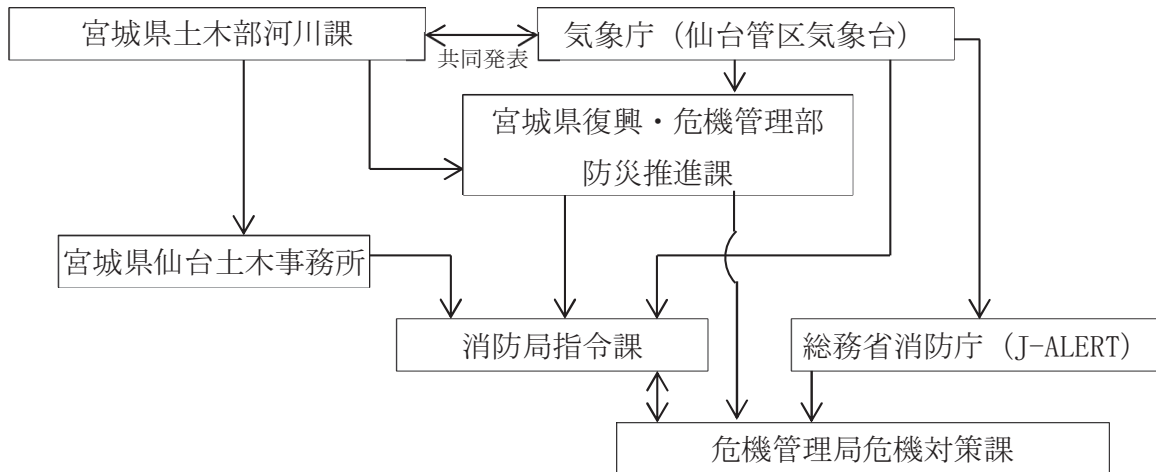 宮城県土木部河川課
気象庁（仙台管区気象台）
共同発表
宮城県復興・危機管理部
防災推進課
宮城県仙台土木事務所
消防局指令課
総務省消防庁（J-ALERT）
危機管理局危機対策課